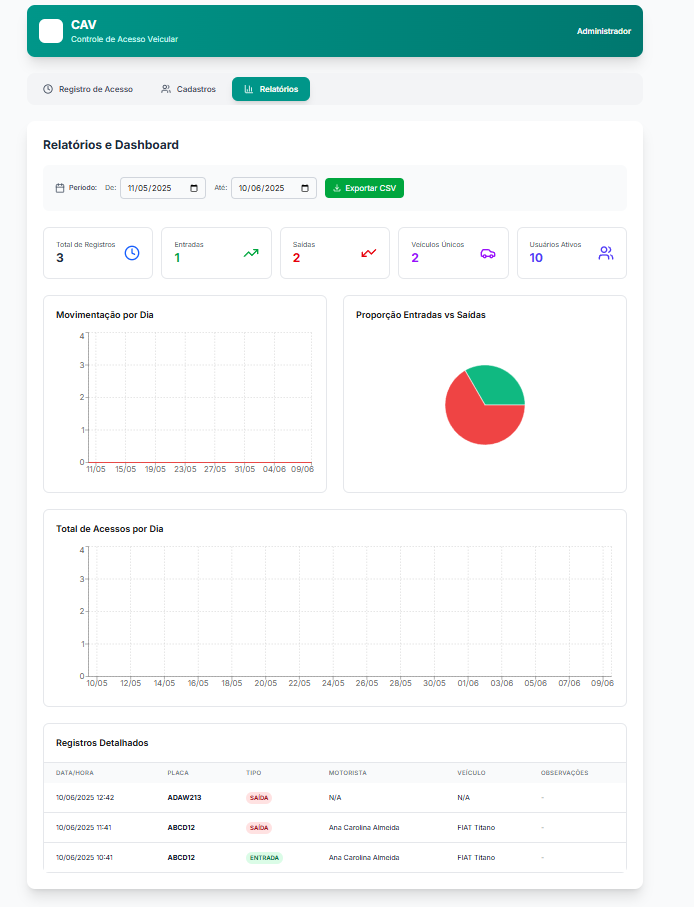 CAV
Controle de Acesso Veicular
Administrador
Registro de Acesso
Cadastros
Relatórios
Relatórios e Dashboard
Período: De: 11/05/2025 Até: 10/06/2025 Exportar CSV
Total de Registros
3
Entradas
1
Saídas
2
Veículos Únicos
2
Usuários Ativos
10
Movimentação por Dia
4
3
2
1
0
11/05 15/05 19/05 23/05 27/05 31/05 04/06 09/06
Proporção Entradas vs Saídas
Total de Acessos por Dia
4
3
2
1
0
10/05 12/05 14/05 16/05 18/05 20/05 22/05 24/05 26/05 28/05 30/05 01/06 03/06 05/06 07/06 09/06
Registros Detalhados
DATA/HORA PLACA TIPO MOTORISTA VEÍCULO OBSERVAÇÕES
10/06/2025 12:42 ADAW213 SAÍDA N/A N/A -
10/06/2025 11:41 ABCD12 SAÍDA Ana Carolina Almeida FIAT Titano -
10/06/2025 10:41 ABCD12 ENTRADA Ana Carolina Almeida FIAT Titano -